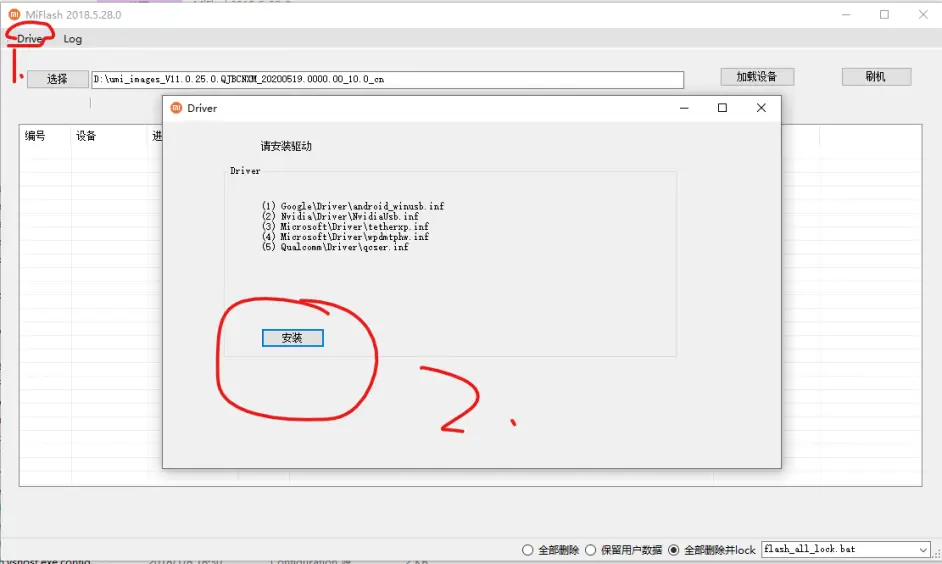 MiFlash 2018.5.28.0
Driver Log
1.
选择 D:\umi_images_V11.0.25.0.QJBCNXM_20200519.0000.00_10.0_cn 加载设备 刷机
编号 设备 进
Driver
请安装驱动
Driver
(1) Google\Driver\android_winusb.inf
(2) Nvidia\Driver\NvidiaUsb.inf
(3) Microsoft\Driver\tetherxp.inf
(4) Microsoft\Driver\wpdmtphw.inf
(5) Qualcomm\Driver\qcser.inf
安装
2.
全部删除 保留用户数据 全部删除并lock flash_all_lock.bat